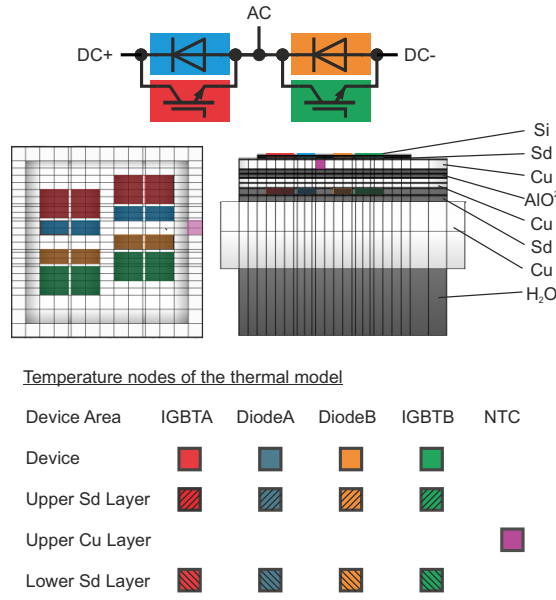 AC
DC+
DC-
Si
Sd
Cu
AlO²
Cu
Sd
Cu
H₂O
Temperature nodes of the thermal model
Device Area IGBTA DiodeA DiodeB IGBTB NTC
Device
Upper Sd Layer
Upper Cu Layer
Lower Sd Layer